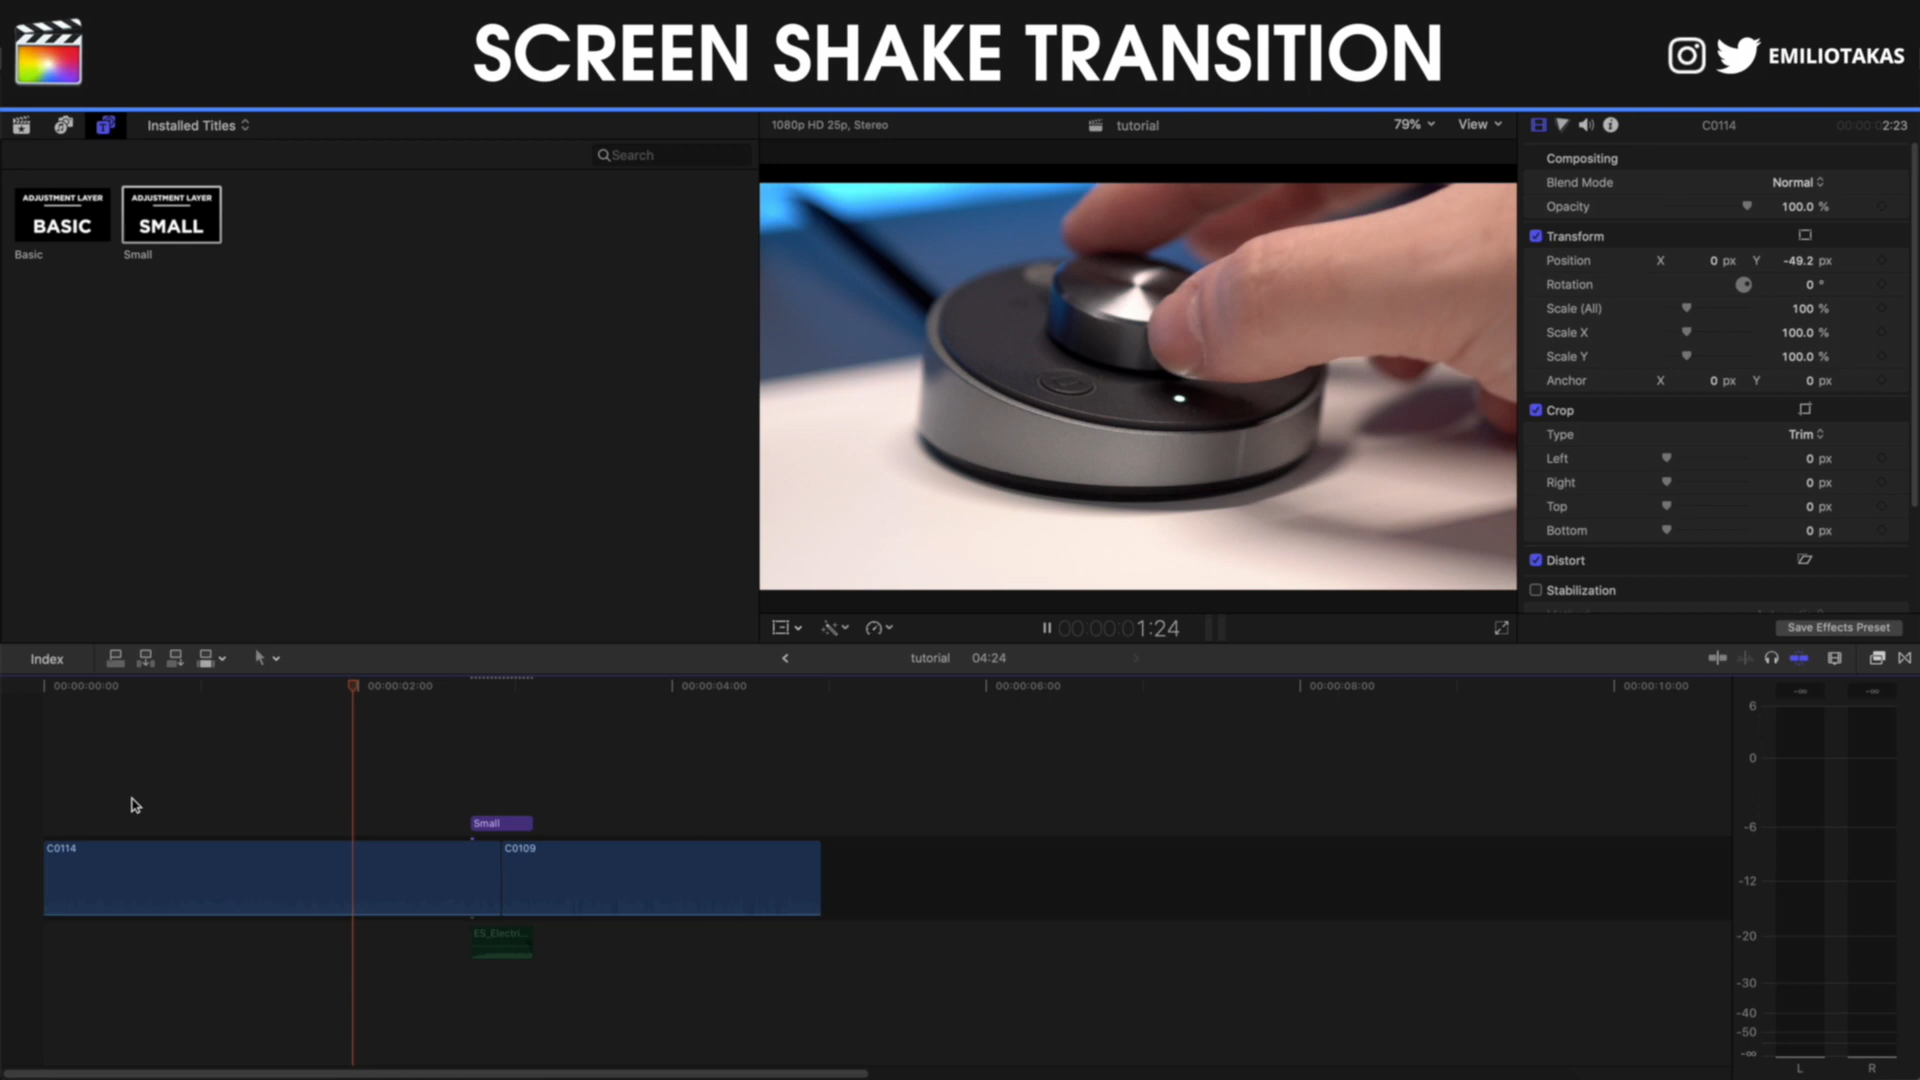 SCREEN SHAKE TRANSITION
EMILIOTAKAS
Installed Titles
Search
ADJUSTMENT LAYER
BASIC
Basic
ADJUSTMENT LAYER
SMALL
Small
1080p HD 25p, Stereo
tutorial
79%
View
C0114
00:00:02:23
Compositing
Blend Mode Normal
Opacity 100.0 %
Transform
Position X 0 px Y -49.2 px
Rotation 0 °
Scale (All) 100 %
Scale X 100.0 %
Scale Y 100.0 %
Anchor X 0 px Y 0 px
Crop
Type Trim
Left 0 px
Right 0 px
Top 0 px
Bottom 0 px
Distort
Stabilization
00:00:01:24
Save Effects Preset
Index
tutorial 04:24
00:00:00:00 00:00:02:00 00:00:04:00 00:00:06:00 00:00:08:00 00:00:10:00
Small
C0114
C0109
ES_Electri...
-∞ -∞
6
0
-6
-12
-20
-30
-40
-50
-∞
L R